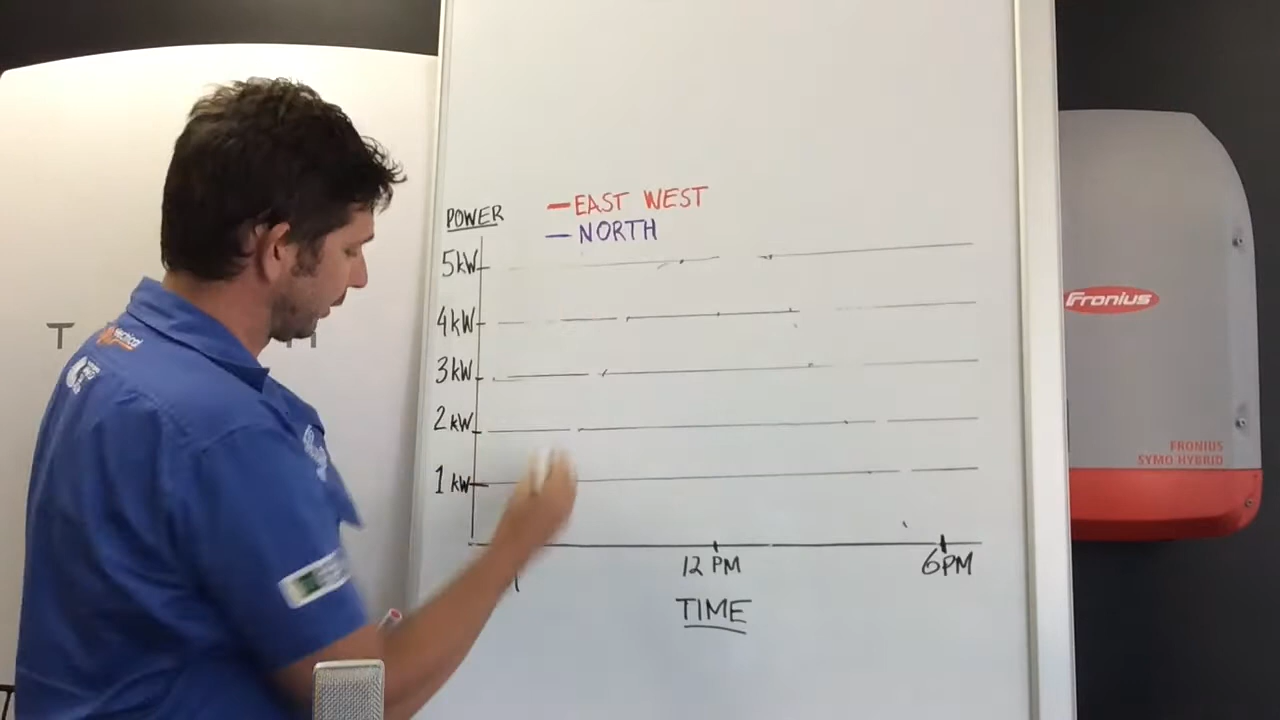 POWER
EAST WEST
NORTH
5kW
4kW
3kW
2kW
1kW
12 PM
6PM
TIME
Fronius
FRONIUS
SYMO HYBRID